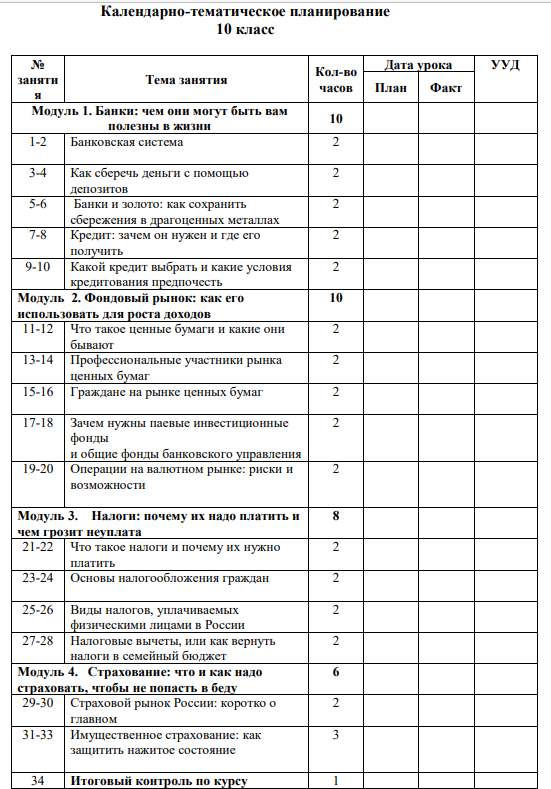 Календарно-тематическое планирование
10 класс
№ заняти я Тема занятия Кол-во часов Дата урока План Факт УУД
Модуль 1. Банки: чем они могут быть вам
полезны в жизни 10
1-2 Банковская система 2
3-4 Как сберечь деньги с помощью
депозитов 2
5-6 Банки и золото: как сохранить
сбережения в драгоценных металлах 2
7-8 Кредит: зачем он нужен и где его
получить 2
9-10 Какой кредит выбрать и какие условия
кредитования предпочесть 2
Модуль 2. Фондовый рынок: как его
использовать для роста доходов 10
11-12 Что такое ценные бумаги и какие они
бывают 2
13-14 Профессиональные участники рынка
ценных бумаг 2
15-16 Граждане на рынке ценных бумаг 2
17-18 Зачем нужны паевые инвестиционные
фонды
и общие фонды банковского управления 2
19-20 Операции на валютном рынке: риски и
возможности 2
Модуль 3. Налоги: почему их надо платить и
чем грозит неуплата 8
21-22 Что такое налоги и почему их нужно
платить 2
23-24 Основы налогообложения граждан 2
25-26 Виды налогов, уплачиваемых
физическими лицами в России 2
27-28 Налоговые вычеты, или как вернуть
налоги в семейный бюджет 2
Модуль 4. Страхование: что и как надо
страховать, чтобы не попасть в беду 6
29-30 Страховой рынок России: коротко о
главном 2
31-33 Имущественное страхование: как
защитить нажитое состояние 3
34 Итоговый контроль по курсу 1